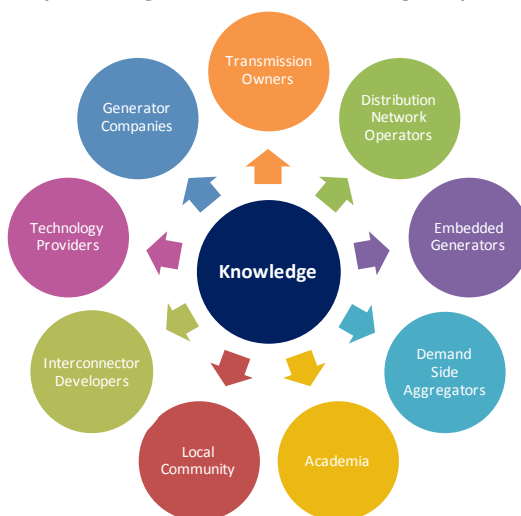 Transmission
Owners
Distribution
Network
Operators
Embedded
Generators
Demand
Side
Aggregators
Academia
Local
Community
Interconnector
Developers
Technology
Providers
Generator
Companies
Knowledge